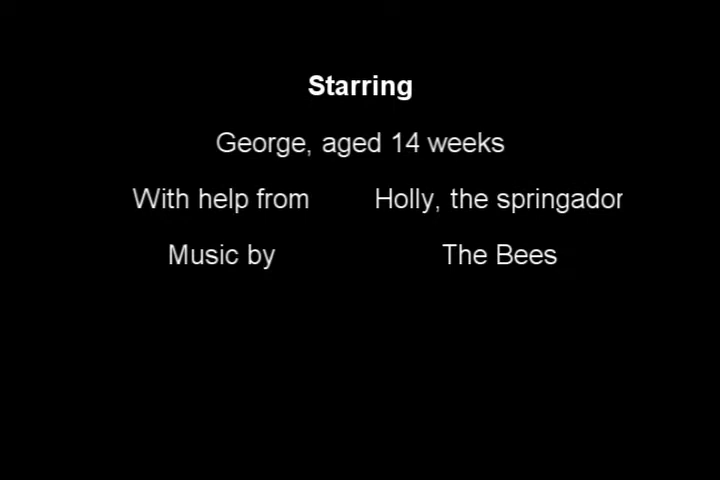 Starring
George, aged 14 weeks
With help from Holly, the springador
Music by The Bees